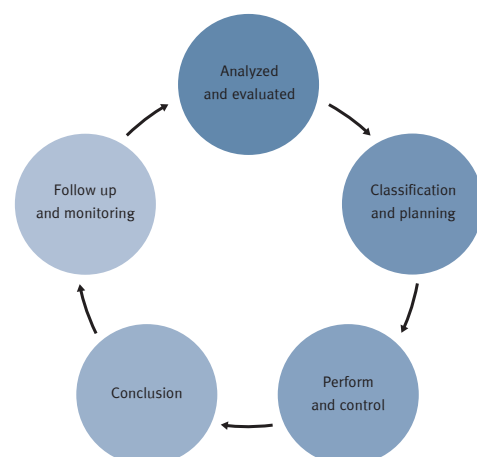 Analyzed
and evaluated
Classification
and planning
Perform
and control
Conclusion
Follow up
and monitoring